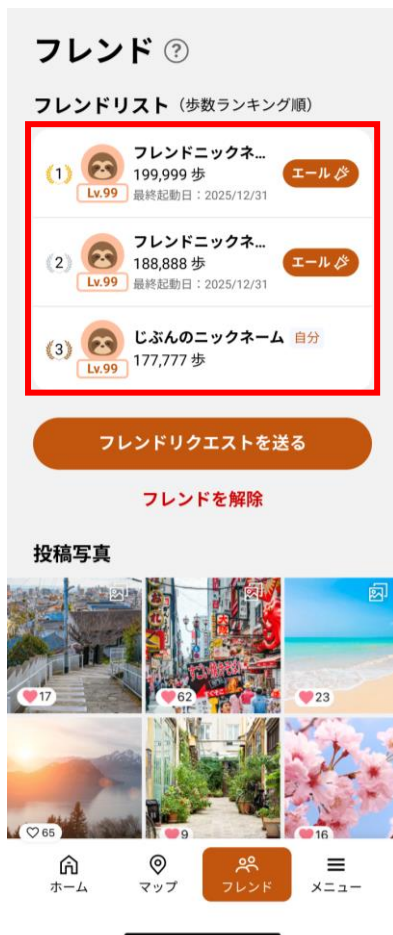 フレンド ?
フレンドリスト（歩数ランキング順）
1
フレンドニックネ...
199,999 歩
Lv.99
最終起動日：2025/12/31
エール
2
フレンドニックネ...
188,888 歩
Lv.99
最終起動日：2025/12/31
エール
3
じぶんのニックネーム 自分
177,777 歩
Lv.99
フレンドリクエストを送る
フレンドを解除
投稿写真
17
62
23
65
9
16
ホーム
マップ
フレンド
メニュー